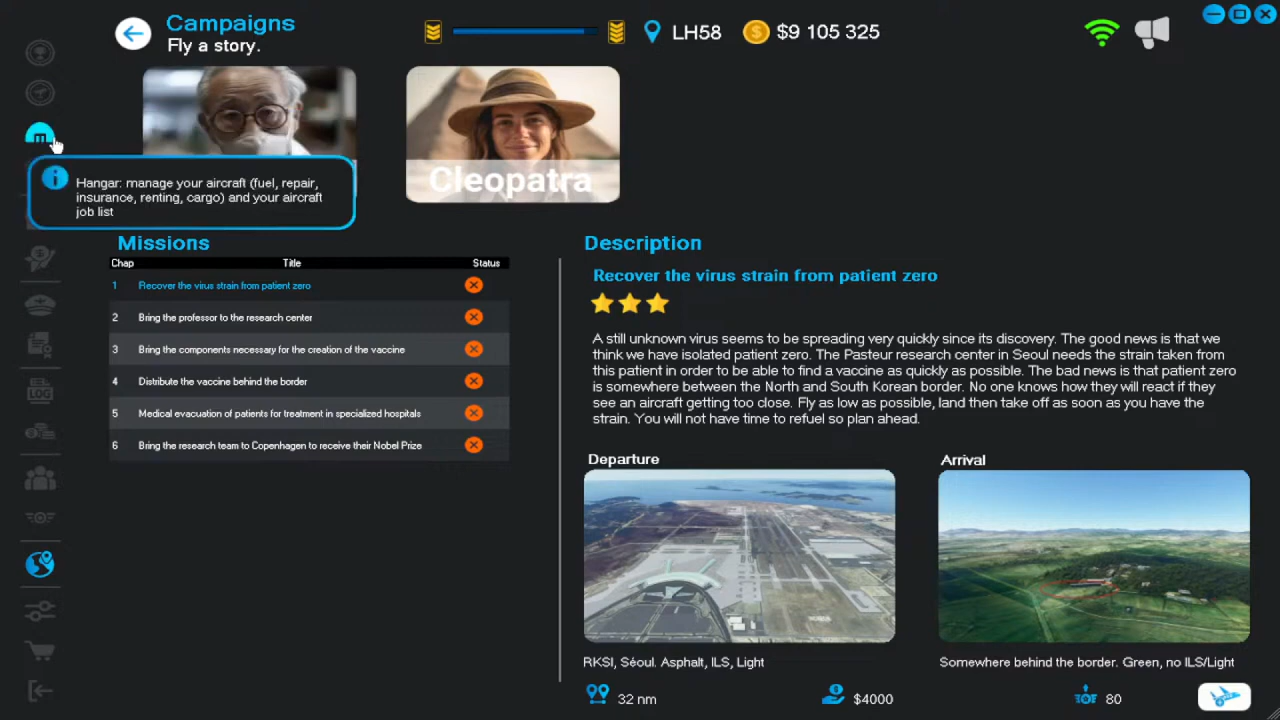 Campaigns
Fly a story.
LH58
$9 105 325
Cleopatra
Hangar: manage your aircraft (fuel, repair,
insurance, renting, cargo) and your aircraft
job list
Missions
Chap Title Status
1 Recover the virus strain from patient zero
2 Bring the professor to the research center
3 Bring the components necessary for the creation of the vaccine
4 Distribute the vaccine behind the border
5 Medical evacuation of patients for treatment in specialized hospitals
6 Bring the research team to Copenhagen to receive their Nobel Prize
Description
Recover the virus strain from patient zero
A still unknown virus seems to be spreading very quickly since its discovery. The good news is that we
think we have isolated patient zero. The Pasteur research center in Seoul needs the strain taken from
this patient in order to be able to find a vaccine as quickly as possible. The bad news is that patient zero
is somewhere between the North and South Korean border. No one knows how they will react if they
see an aircraft getting too close. Fly as low as possible, land then take off as soon as you have the
strain. You will not have time to refuel so plan ahead.
Departure
Arrival
RKSI, Séoul. Asphalt, ILS, Light
Somewhere behind the border. Green, no ILS/Light
32 nm
$4000
80
LOG